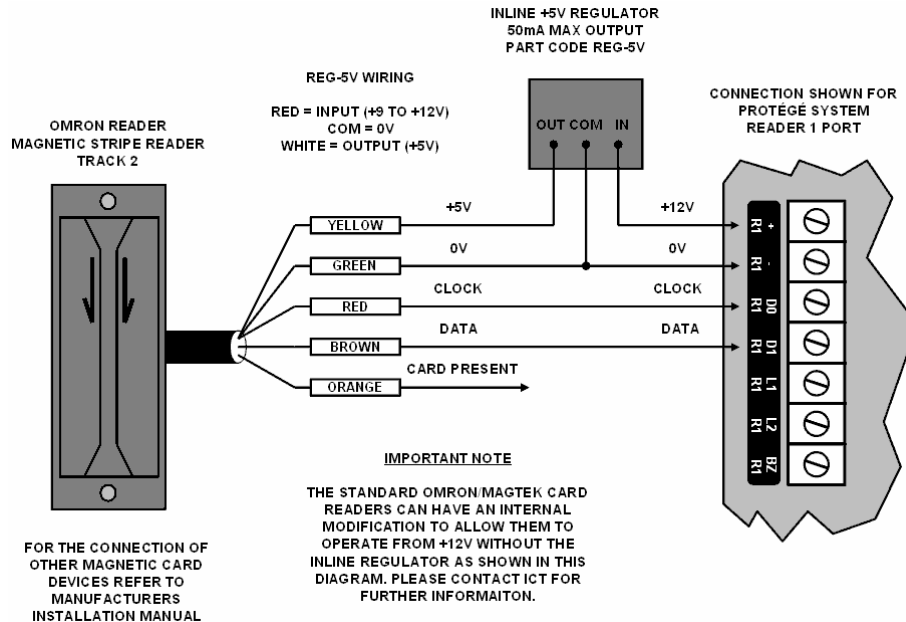 INLINE +5V REGULATOR
50mA MAX OUTPUT
PART CODE REG-5V
REG-5V WIRING
RED = INPUT (+9 TO +12V)
COM = 0V
WHITE = OUTPUT (+5V)
OUT COM IN
CONNECTION SHOWN FOR
PROTÉGÉ SYSTEM
READER 1 PORT
OMRON READER
MAGNETIC STRIPE READER
TRACK 2
YELLOW
+5V
+12V
R1 +
GREEN
0V
0V
R1 -
RED
CLOCK
CLOCK
R1 D0
BROWN
DATA
DATA
R1 D1
ORANGE
CARD PRESENT
R1 L1
R1 L2
R1 BZ
IMPORTANT NOTE
THE STANDARD OMRON/MAGTEK CARD
READERS CAN HAVE AN INTERNAL
MODIFICATION TO ALLOW THEM TO
OPERATE FROM +12V WITHOUT THE
INLINE REGULATOR AS SHOWN IN THIS
DIAGRAM. PLEASE CONTACT ICT FOR
FURTHER INFORMAITON.
FOR THE CONNECTION OF
OTHER MAGNETIC CARD
DEVICES REFER TO
MANUFACTURERS
INSTALLATION MANUAL